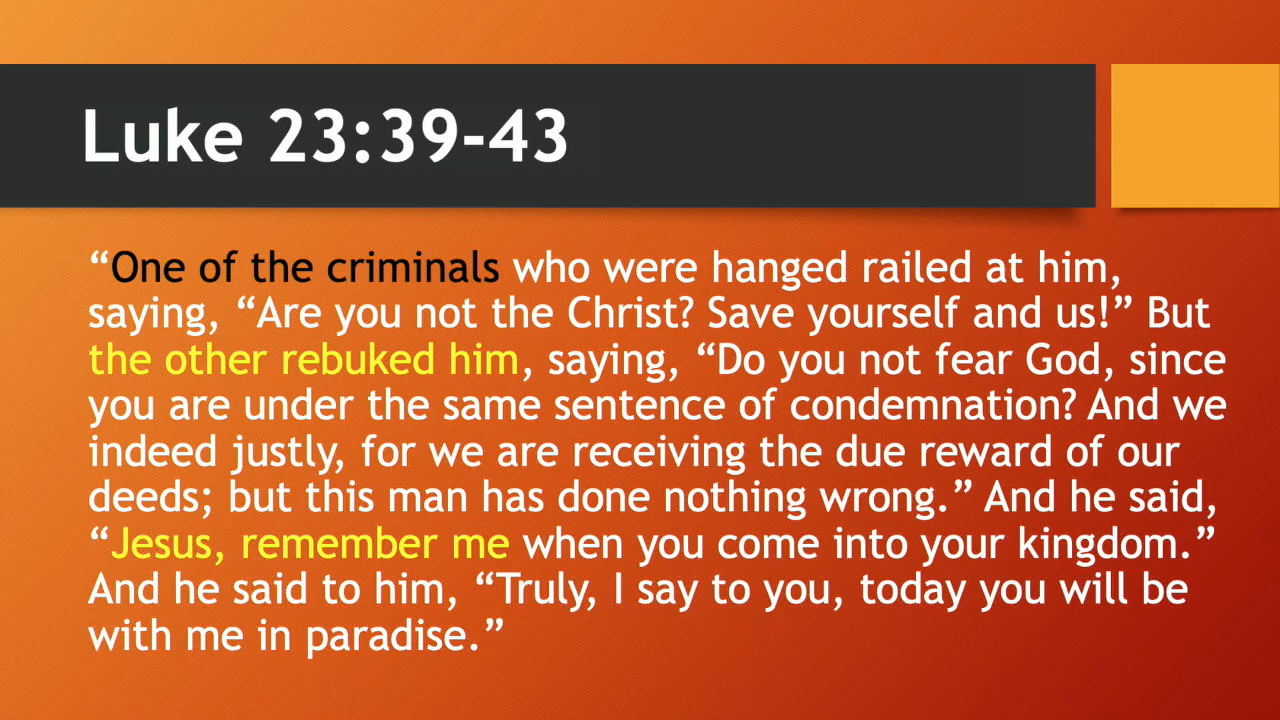 Luke 23:39-43
“One of the criminals who were hanged railed at him,
saying, “Are you not the Christ? Save yourself and us!” But
the other rebuked him, saying, “Do you not fear God, since
you are under the same sentence of condemnation? And we
indeed justly, for we are receiving the due reward of our
deeds; but this man has done nothing wrong.” And he said,
“Jesus, remember me when you come into your kingdom.”
And he said to him, “Truly, I say to you, today you will be
with me in paradise.”